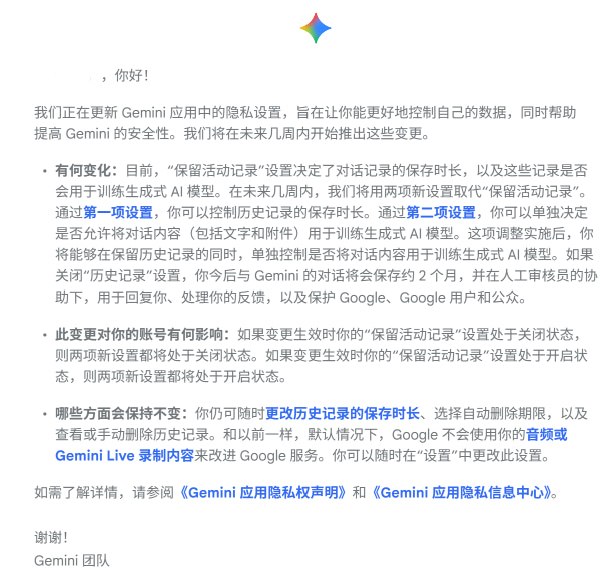 ，你好！
我们正在更新 Gemini 应用中的隐私设置，旨在让你能更好地控制自己的数据，同时帮助
提高 Gemini 的安全性。我们将在未来几周内开始推出这些变更。
• 有何变化：目前，“保留活动记录”设置决定了对话记录的保存时长，以及这些记录是否
会用于训练生成式 AI 模型。在未来几周内，我们将用两项新设置取代“保留活动记录”。
通过第一项设置，你可以控制历史记录的保存时长。通过第二项设置，你可以单独决定
是否允许将对话内容（包括文字和附件）用于训练生成式 AI 模型。这项调整实施后，你
将能够在保留历史记录的同时，单独控制是否将对话内容用于训练生成式 AI 模型。如果
关闭“历史记录”设置，你今后与 Gemini 的对话将会保存约 2 个月，并在人工审核员的协
助下，用于回复你、处理你的反馈，以及保护 Google、Google 用户和公众。
• 此变更对你的账号有何影响：如果变更生效时你的“保留活动记录”设置处于关闭状态，
则两项新设置都将处于关闭状态。如果变更生效时你的“保留活动记录”设置处于开启状
态，则两项新设置都将处于开启状态。
• 哪些方面会保持不变：你仍可随时更改历史记录的保存时长、选择自动删除期限，以及
查看或手动删除历史记录。和以前一样，默认情况下，Google 不会使用你的音频或
Gemini Live 录制内容来改进 Google 服务。你可以随时在“设置”中更改此设置。
如需了解详情，请参阅《Gemini 应用隐私权声明》和《Gemini 应用隐私信息中心》。
谢谢！
Gemini 团队